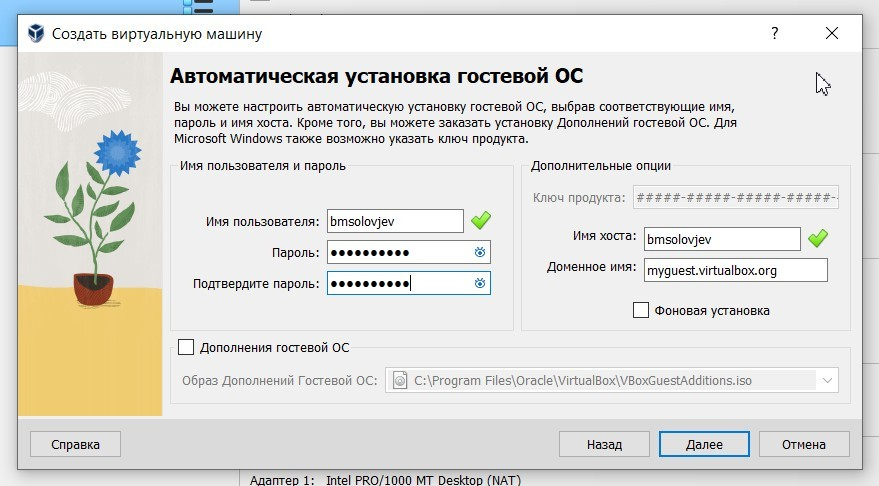 Создать виртуальную машину
?
Автоматическая установка гостевой ОС
Вы можете настроить автоматическую установку гостевой ОС, выбрав соответствующие имя,
пароль и имя хоста. Кроме того, вы можете заказать установку Дополнений гостевой ОС. Для
Microsoft Windows также возможно указать ключ продукта.
Имя пользователя и пароль
Имя пользователя: bmsolovjev
Пароль: ●●●●●●●●●●
Подтвердите пароль: ●●●●●●●●●●
Дополнительные опции
Ключ продукта: #####-#####-#####-#####-
Имя хоста: bmsolovjev
Доменное имя: myguest.virtualbox.org
Фоновая установка
Дополнения гостевой ОС
Образ Дополнений Гостевой ОС: C:\Program Files\Oracle\VirtualBox\VBoxGuestAdditions.iso
Справка
Назад
Далее
Отмена
Адаптер 1: Intel PRO/1000 MT Desktop (NAT)